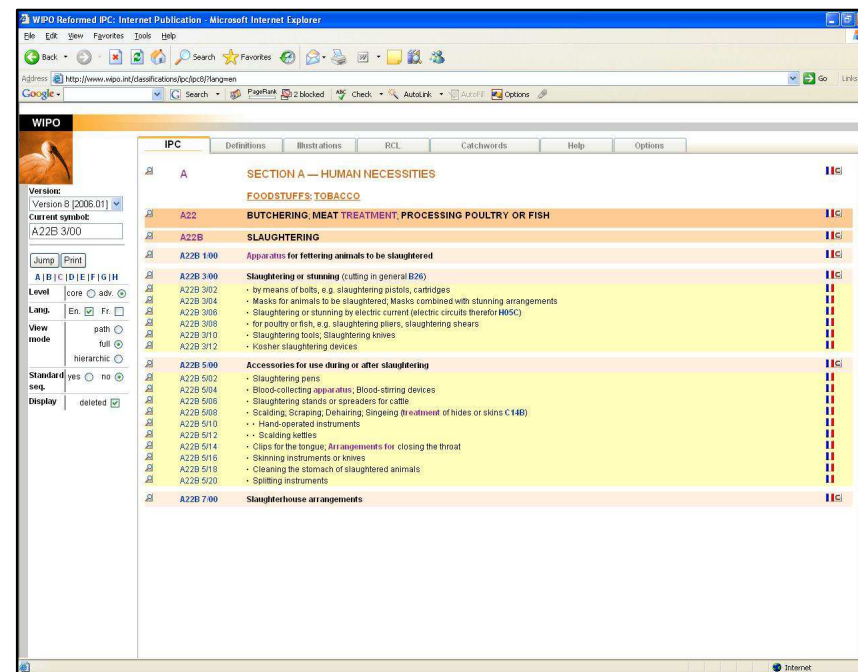 WIPO Reformed IPC: Internet Publication - Microsoft Internet Explorer
File Edit View Favorites Tools Help
Back Search Favorites
Address http://www.wipo.int/classifications/ipc/ipc8/?lang=en Go Links
Google Search PageRank 2 blocked ABC Check AutoLink AutoFill Options
WIPO
IPC Definitions Illustrations RCL Catchwords Help Options
Version:
Version 8 [2006.01]
Current symbol:
A22B 3/00
Jump Print
A | B | C | D | E | F | G | H
Level core adv.
Lang. En. Fr.
View mode path
full
hierarchic
Standard seq. yes no
Display deleted
A SECTION A — HUMAN NECESSITIES C
FOODSTUFFS; TOBACCO
A22 BUTCHERING; MEAT TREATMENT; PROCESSING POULTRY OR FISH C
A22B SLAUGHTERING C
A22B 1/00 Apparatus for fettering animals to be slaughtered C
A22B 3/00 Slaughtering or stunning (cutting in general B26) C
A22B 3/02 • by means of bolts, e.g. slaughtering pistols, cartridges
A22B 3/04 • Masks for animals to be slaughtered; Masks combined with stunning arrangements
A22B 3/06 • Slaughtering or stunning by electric current (electric circuits therefor H05C)
A22B 3/08 • for poultry or fish, e.g. slaughtering pliers, slaughtering shears
A22B 3/10 • Slaughtering tools; Slaughtering knives
A22B 3/12 • Kosher slaughtering devices
A22B 5/00 Accessories for use during or after slaughtering C
A22B 5/02 • Slaughtering pens
A22B 5/04 • Blood-collecting apparatus; Blood-stirring devices
A22B 5/06 • Slaughtering stands or spreaders for cattle
A22B 5/08 • Scalding; Scraping; Dehairing; Singeing (treatment of hides or skins C14B)
A22B 5/10 • • Hand-operated instruments
A22B 5/12 • • Scalding kettles
A22B 5/14 • Clips for the tongue; Arrangements for closing the throat
A22B 5/16 • Skinning instruments or knives
A22B 5/18 • Cleaning the stomach of slaughtered animals
A22B 5/20 • Splitting instruments
A22B 7/00 Slaughterhouse arrangements C
Internet